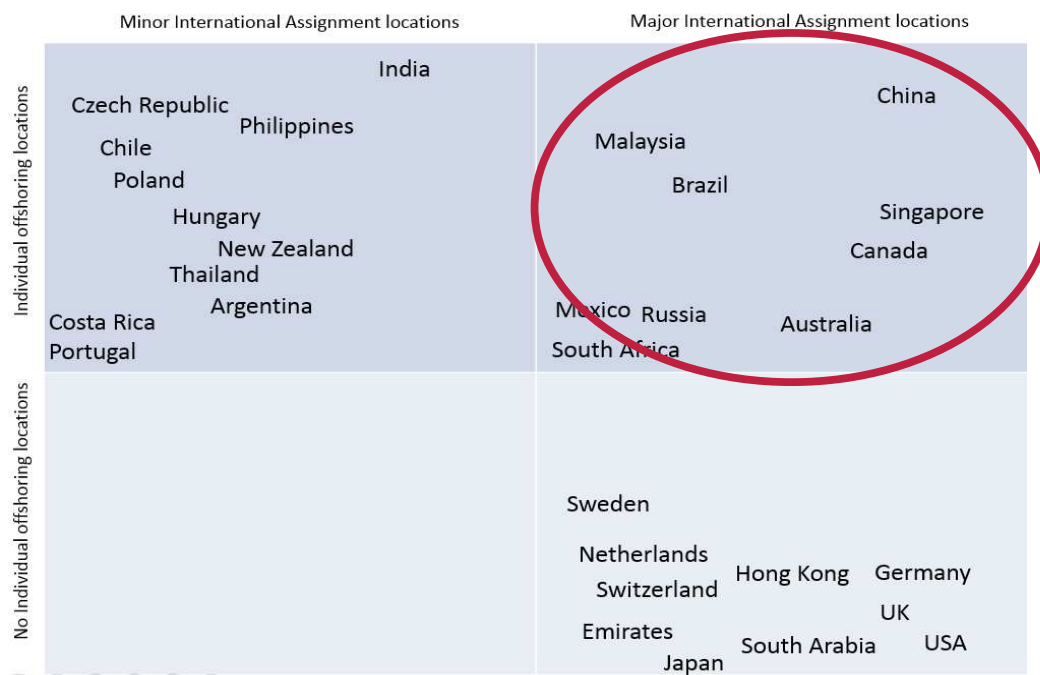 Minor International Assignment locations
Major International Assignment locations
Individual offshoring locations
India
Czech Republic
Philippines
Chile
Poland
Hungary
New Zealand
Thailand
Argentina
Costa Rica
Portugal
China
Malaysia
Brazil
Singapore
Canada
Mexico
Russia
Australia
South Africa
No Individual offshoring locations
Sweden
Netherlands
Hong Kong
Germany
Switzerland
UK
Emirates
South Arabia
USA
Japan